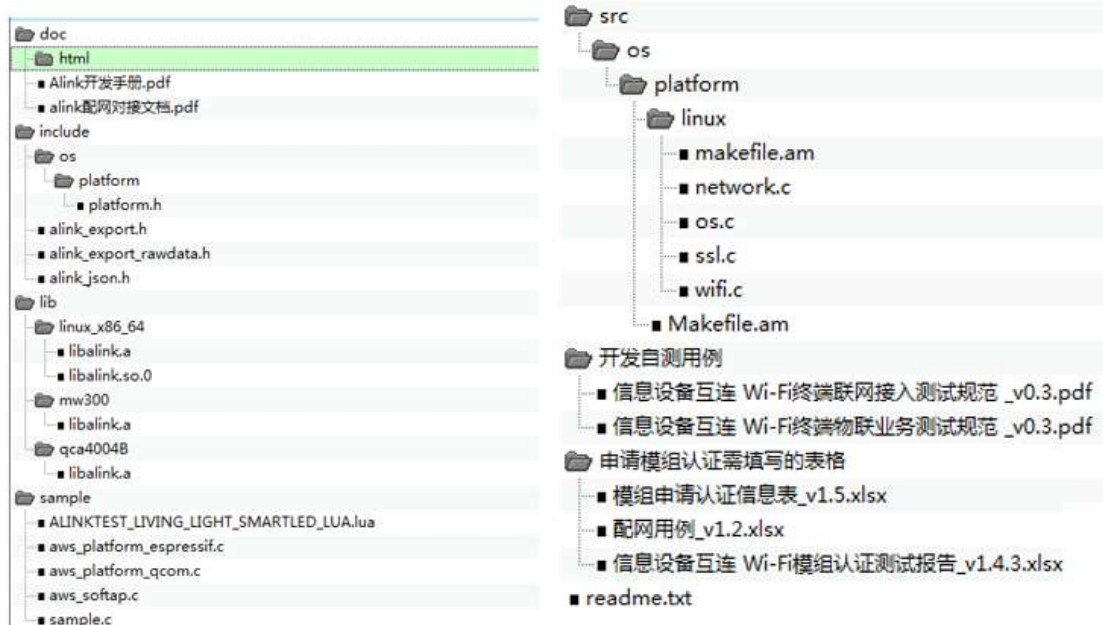 doc
html
Alink开发手册.pdf
alink配网对接文档.pdf
include
os
platform
platform.h
alink_export.h
alink_export_rawdata.h
alink_json.h
lib
linux_x86_64
libalink.a
libalink.so.0
mw300
libalink.a
qca4004B
libalink.a
sample
ALINKTEST_LIVING_LIGHT_SMARTLED_LUA.lua
aws_platform_espressif.c
aws_platform_qcom.c
aws_softap.c
sample.c
src
os
platform
linux
makefile.am
network.c
os.c
ssl.c
wifi.c
Makefile.am
开发自测用例
信息设备互连 Wi-Fi终端联网接入测试规范 _v0.3.pdf
信息设备互连 Wi-Fi终端物联业务测试规范 _v0.3.pdf
申请模组认证需填写的表格
模组申请认证信息表_v1.5.xlsx
配网用例_v1.2.xlsx
信息设备互连 Wi-Fi模组认证测试报告_v1.4.3.xlsx
readme.txt